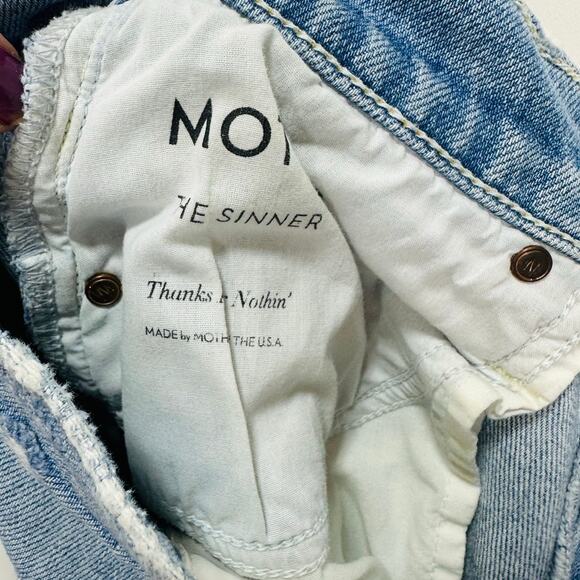 MOT
HE SINNER
Thanks Nothin'
MADE by MOTH THE U.S.A.